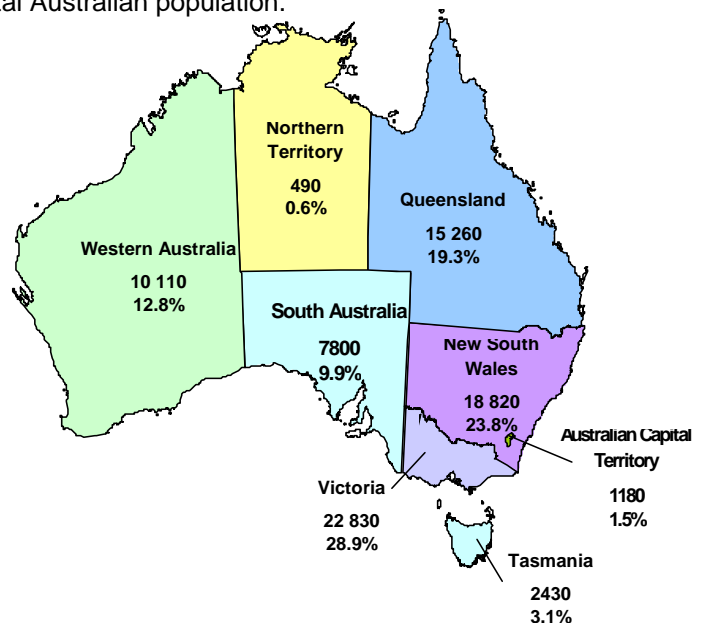 tal Australian population.
Northern
Territory
490
0.6%
Queensland
15 260
19.3%
Western Australia
10 110
12.8%
South Australia
7800
9.9%
New South
Wales
18 820
23.8%
Australian Capital
Territory
1180
1.5%
Victoria
22 830
28.9%
Tasmania
2430
3.1%